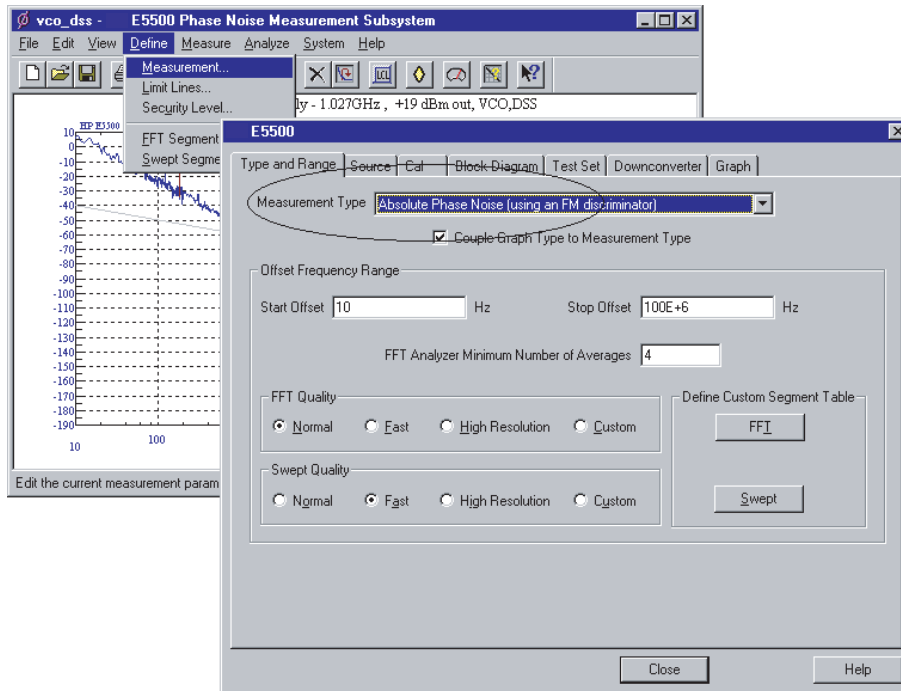 vco_dss - E5500 Phase Noise Measurement Subsystem
File Edit View Define Measure Analyze System Help
Measurement...
Limit Lines...
Security Level...
FFT Segment
Swept Segme
ly - 1.027GHz , +19 dBm out, VCO,DSS
HP E5500
10
0
-10
-20
-30
-40
-50
-60
-70
-80
-90
-100
-110
-120
-130
-140
-150
-160
-170
-180
-190
10
100
Edit the current measurement param
E5500
Type and Range Source Cal Block Diagram Test Set Downconverter Graph
Measurement Type Absolute Phase Noise (using an FM discriminator)
Couple Graph Type to Measurement Type
Offset Frequency Range
Start Offset 10 Hz Stop Offset 100E+6 Hz
FFT Analyzer Minimum Number of Averages 4
FFT Quality
Normal Fast High Resolution Custom
Swept Quality
Normal Fast High Resolution Custom
Define Custom Segment Table
FFT
Swept
Close Help